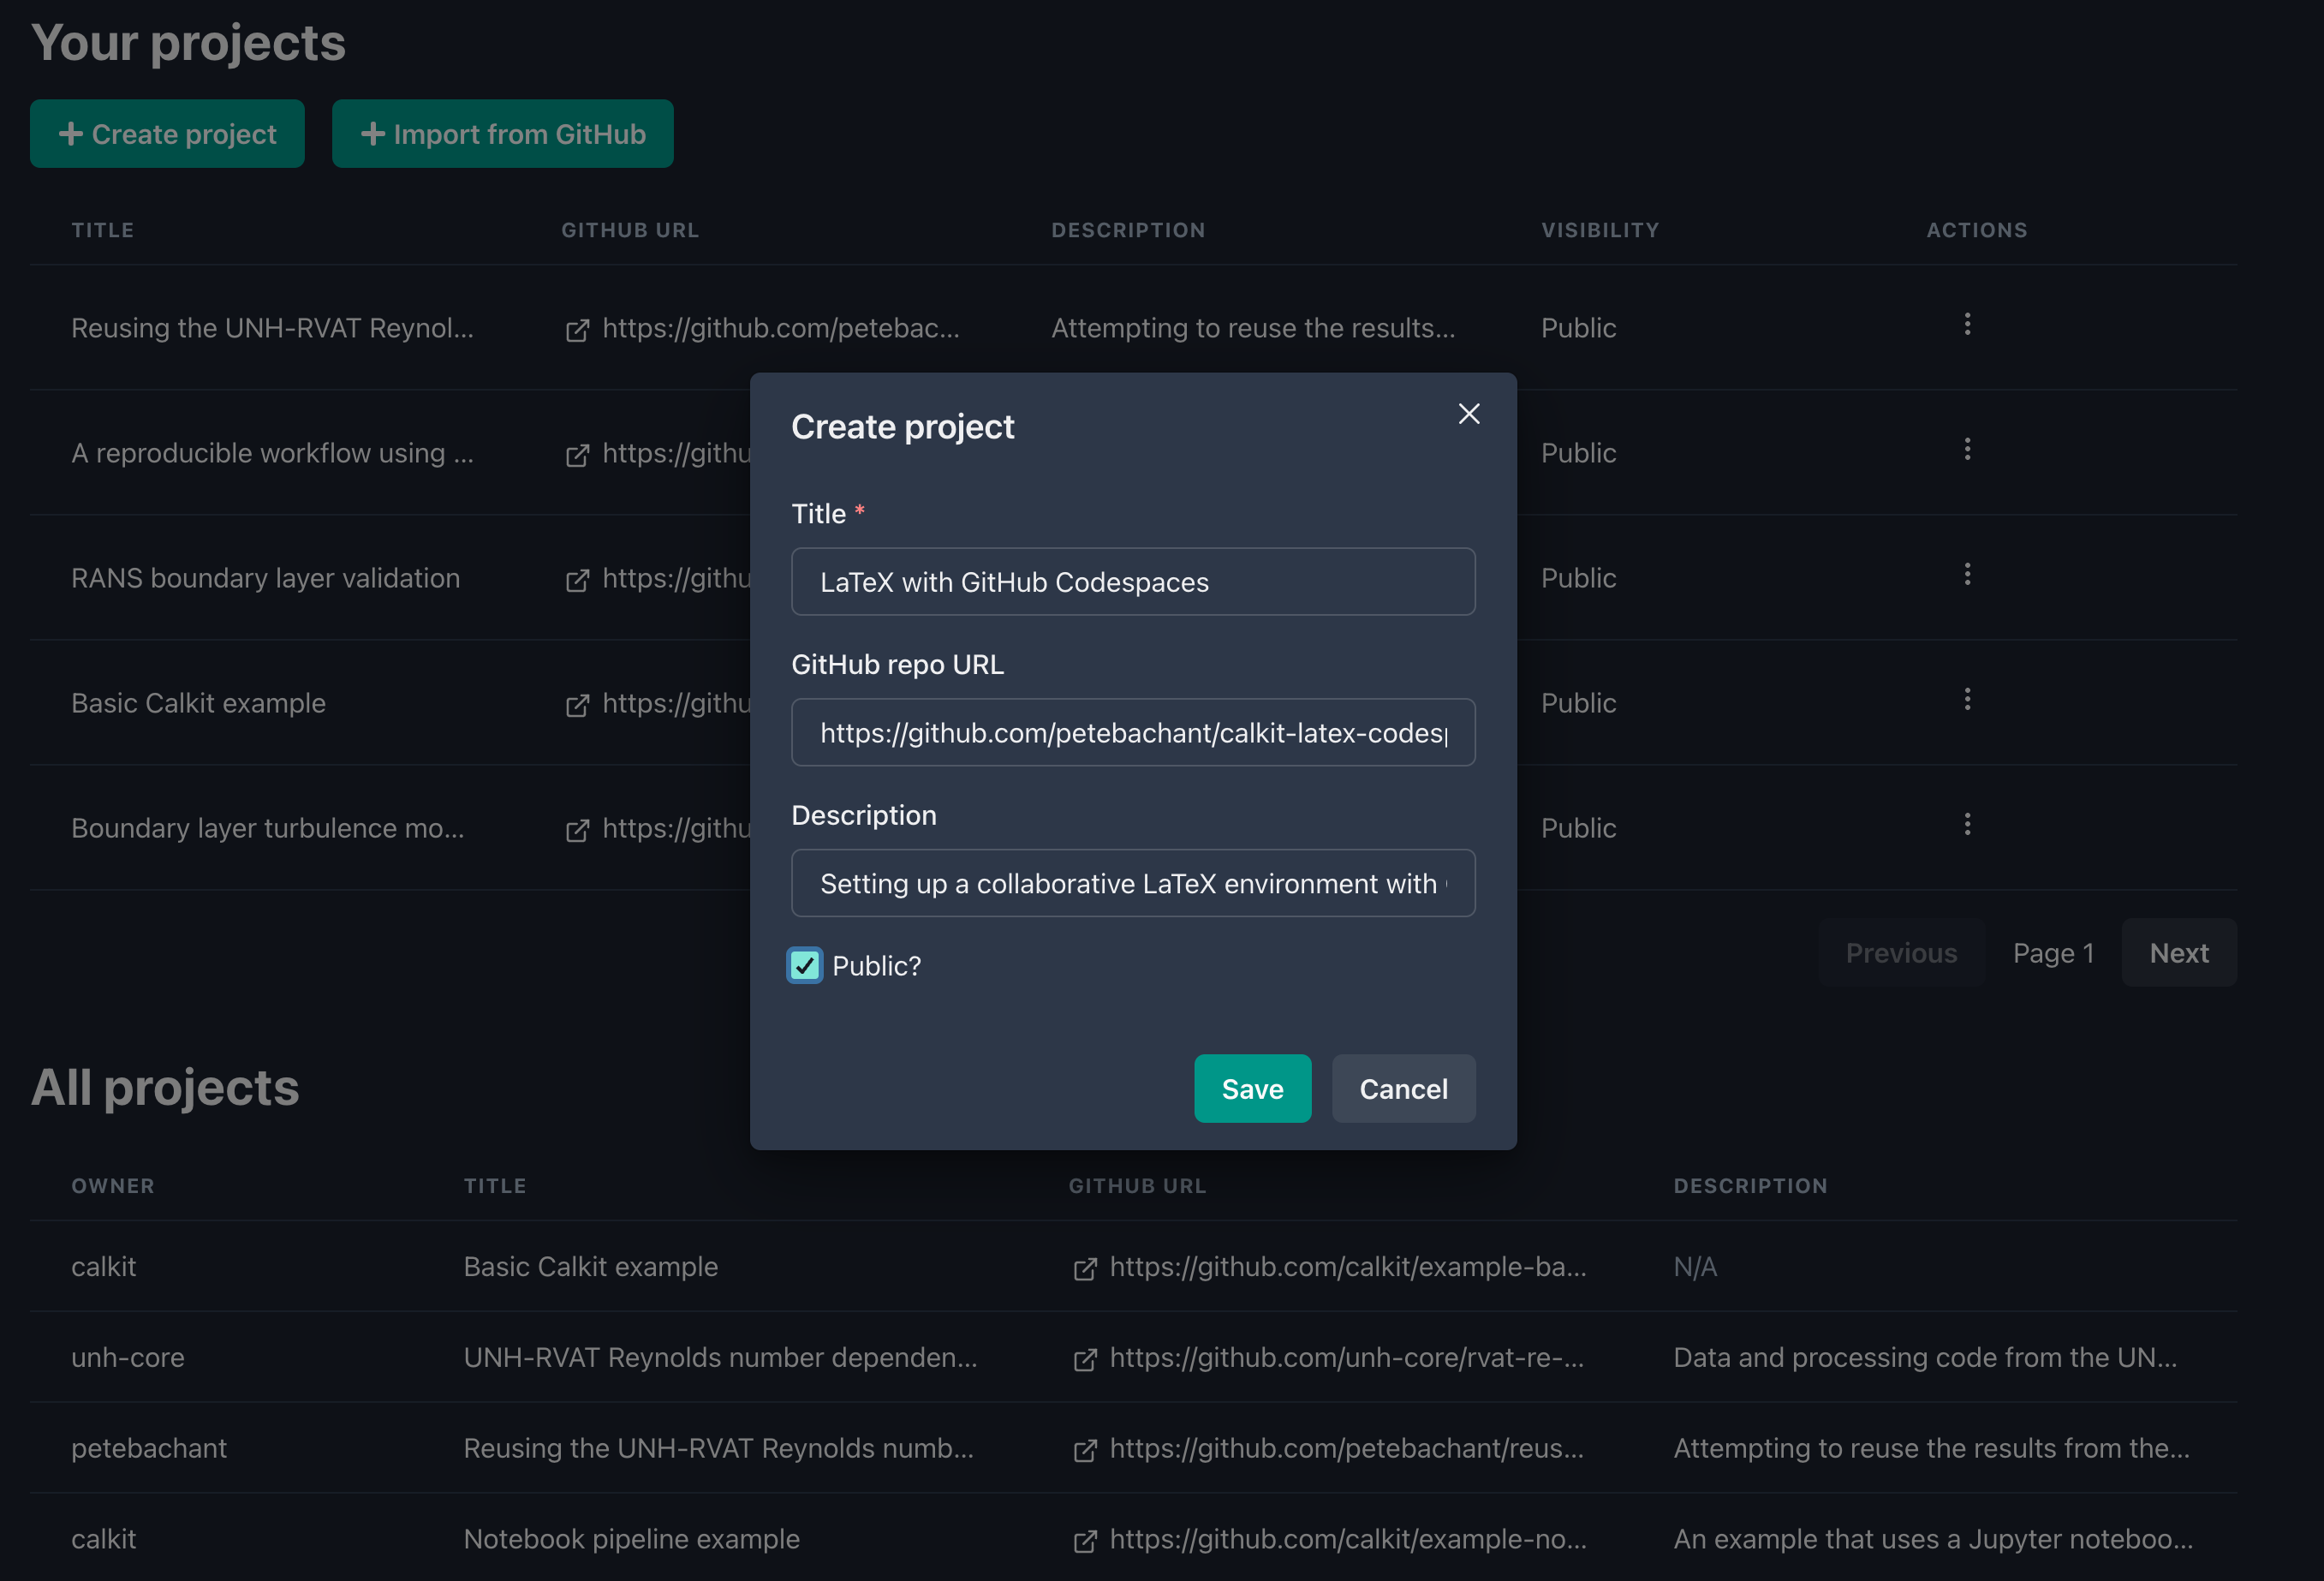 Your projects
+ Create project + Import from GitHub
TITLE GITHUB URL DESCRIPTION VISIBILITY ACTIONS
Reusing the UNH-RVAT Reynol... https://github.com/petebac... Attempting to reuse the results... Public
A reproducible workflow using ... https://githu Public
RANS boundary layer validation https://githu Public
Basic Calkit example https://githu Public
Boundary layer turbulence mo... https://githu Public
Previous Page 1 Next
Create project
Title *
LaTeX with GitHub Codespaces
GitHub repo URL
https://github.com/petebachant/calkit-latex-codesp
Description
Setting up a collaborative LaTeX environment with
Public?
Save Cancel
All projects
OWNER TITLE GITHUB URL DESCRIPTION
calkit Basic Calkit example https://github.com/calkit/example-ba... N/A
unh-core UNH-RVAT Reynolds number dependen... https://github.com/unh-core/rvat-re-... Data and processing code from the UN...
petebachant Reusing the UNH-RVAT Reynolds numb... https://github.com/petebachant/reus... Attempting to reuse the results from the...
calkit Notebook pipeline example https://github.com/calkit/example-no... An example that uses a Jupyter noteboo...